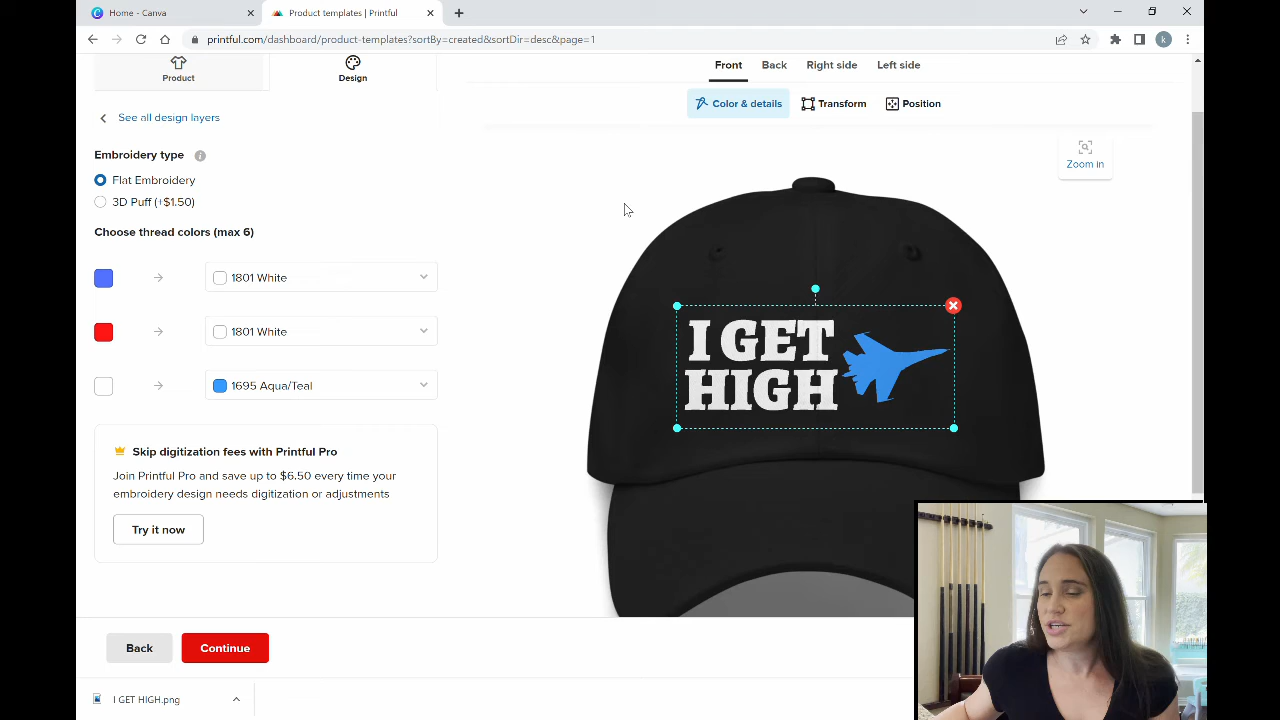 Home - Canva
Product templates | Printful
printful.com/dashboard/product-templates?sortBy=created&sortDir=desc&page=1
k
Product
Design
Front
Back
Right side
Left side
See all design layers
Color & details
Transform
Position
Embroidery type
Zoom in
Flat Embroidery
3D Puff (+$1.50)
Choose thread colors (max 6)
1801 White
1801 White
1695 Aqua/Teal
I GET
HIGH
Skip digitization fees with Printful Pro
Join Printful Pro and save up to $6.50 every time your
embroidery design needs digitization or adjustments
Try it now
Back
Continue
I GET HIGH.png